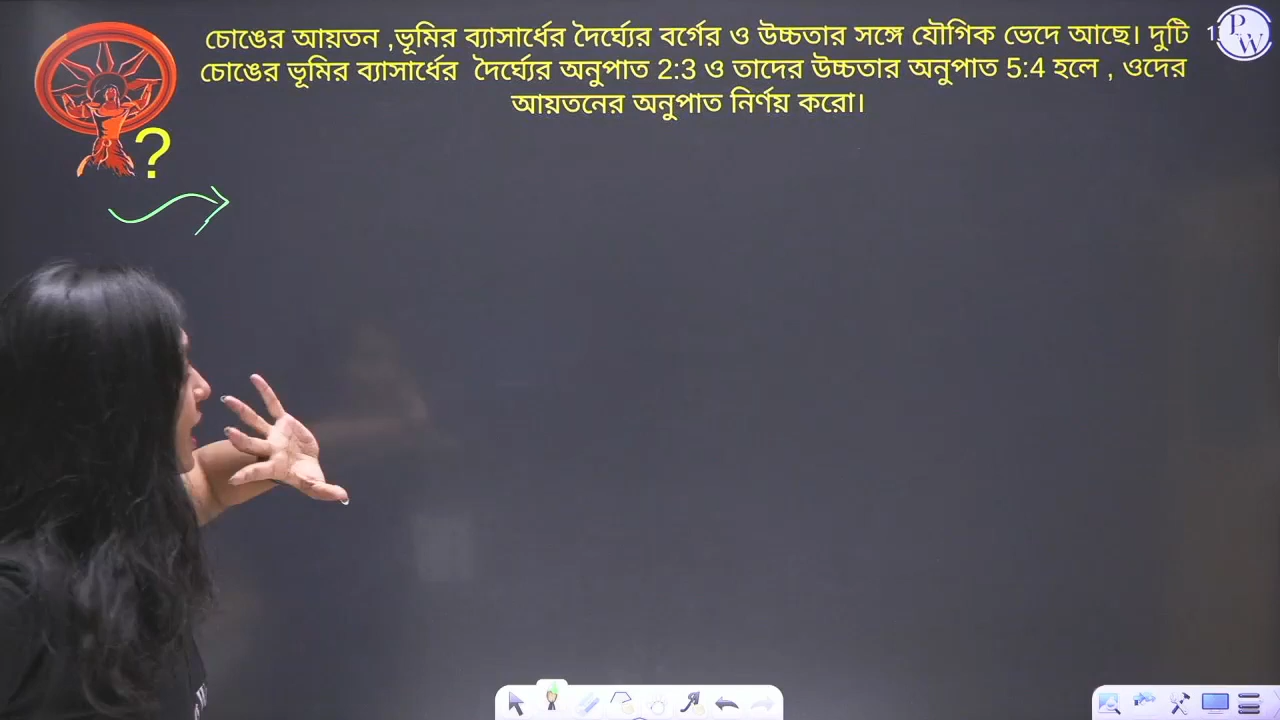 চোঙের আয়তন ,ভূমির ব্যাসার্ধের দৈর্ঘ্যের বর্গের ও উচ্চতার সঙ্গে যৌগিক ভেদে আছে। দুটি
চোঙের ভূমির ব্যাসার্ধের দৈর্ঘ্যের অনুপাত 2:3 ও তাদের উচ্চতার অনুপাত 5:4 হলে , ওদের
আয়তনের অনুপাত নির্ণয় করো।
?
PW